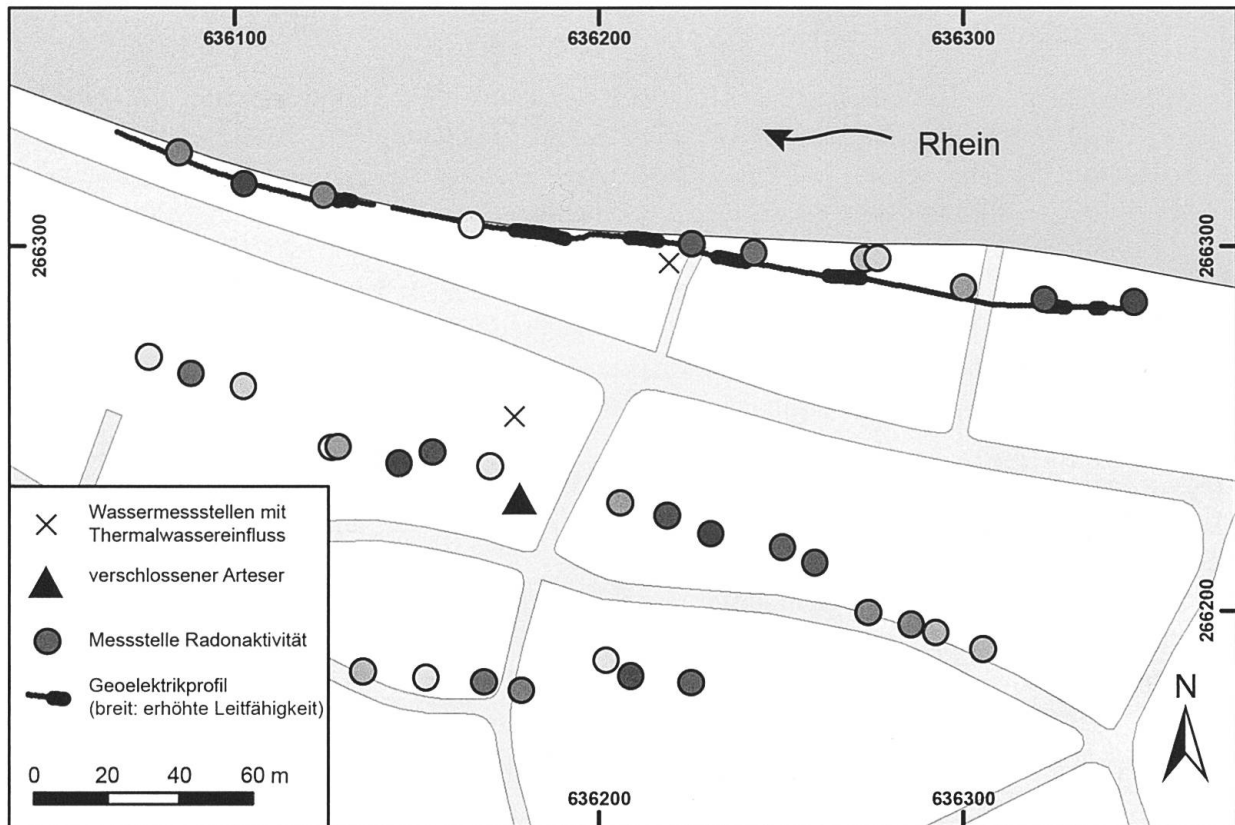 636100
636200
636300
Rhein
266300
266300
Wassermessstellen mit
Thermalwassereinfluss
verschlossener Arteser
Messstelle Radonaktivität
Geoelektrikprofil
(breit: erhöhte Leitfähigkeit)
0 20 40 60 m
266200
N
636200
636300